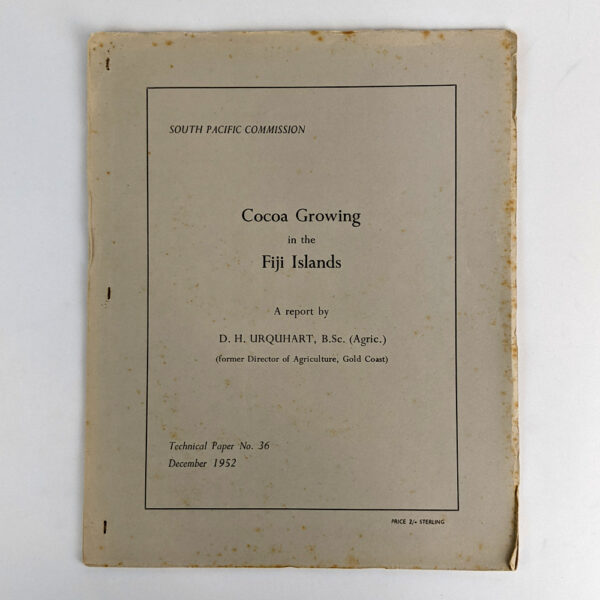 SOUTH PACIFIC COMMISSION
Cocoa Growing
in the
Fiji Islands
A report by
D. H. URQUHART, B.Sc. (Agric.)
(former Director of Agriculture, Gold Coast)
Technical Paper No. 36
December 1952
PRICE 2/- STERLING